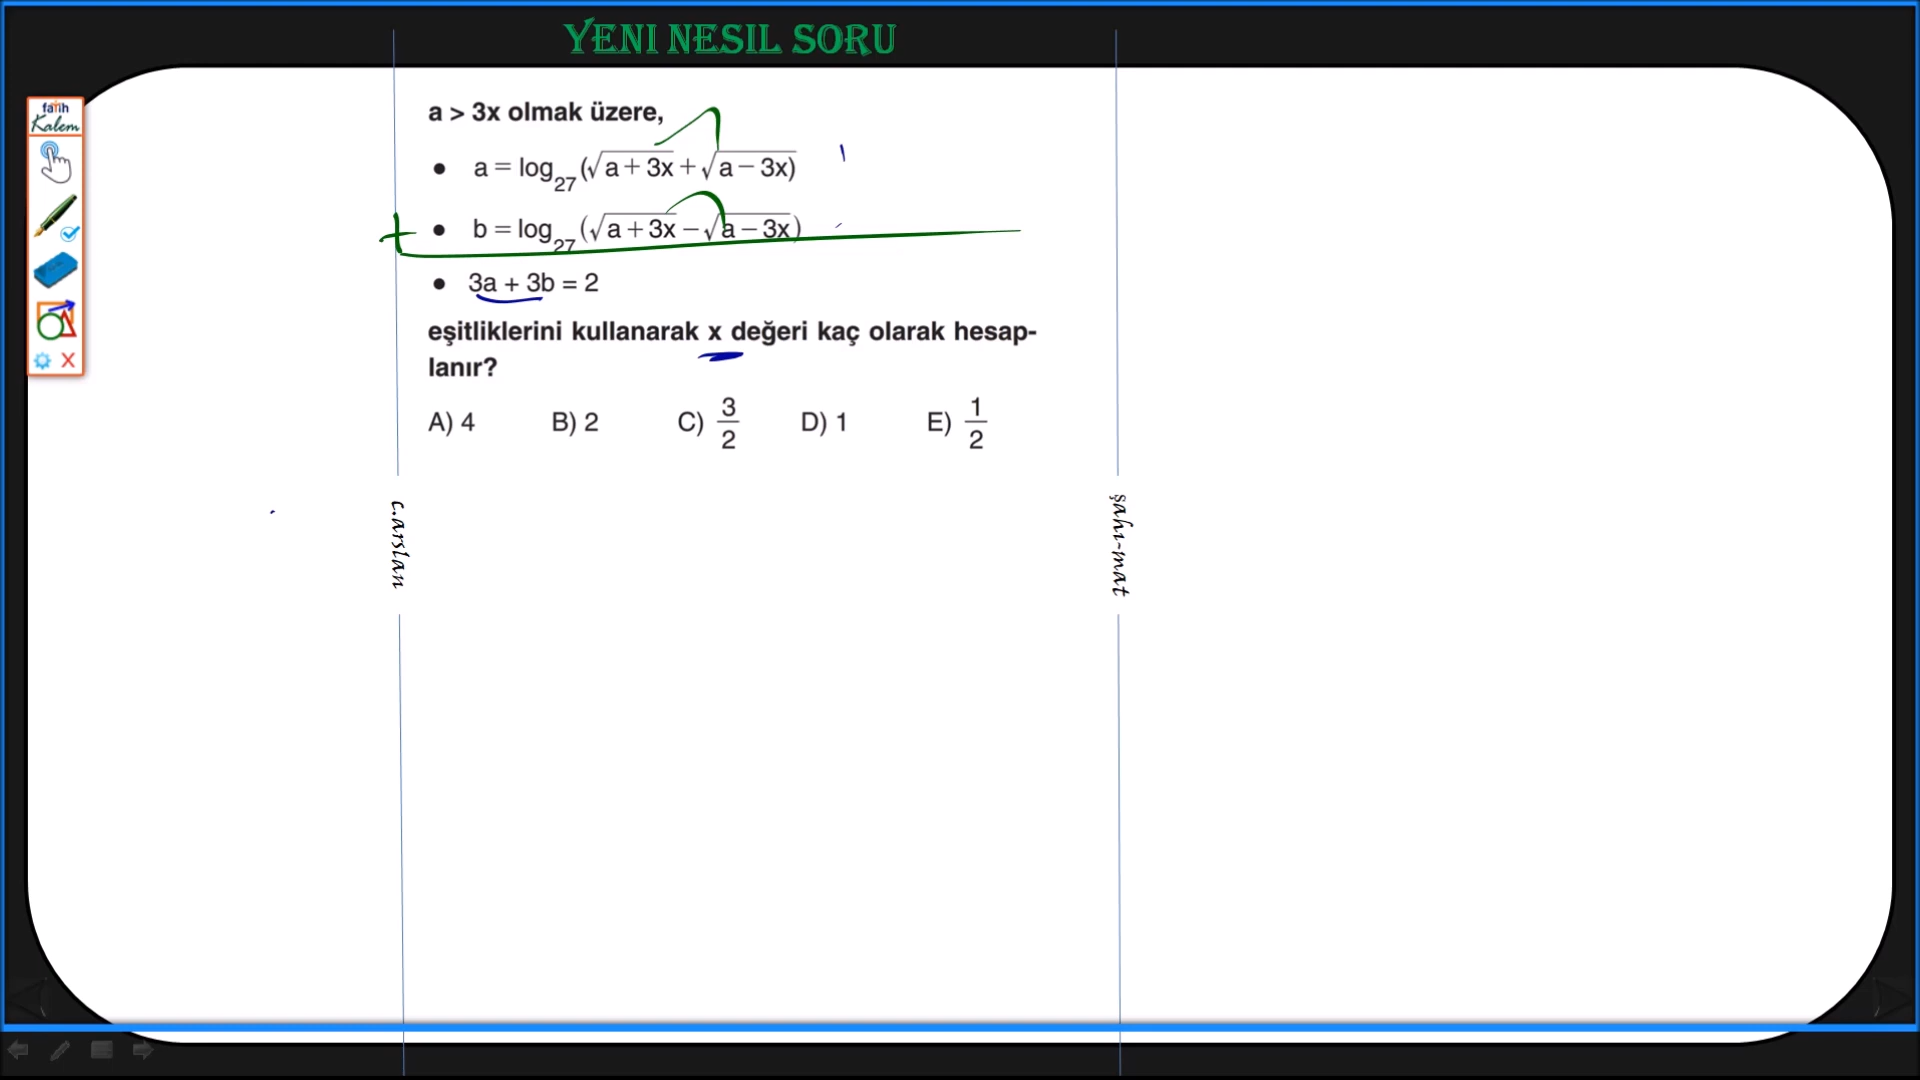 YENI NESIL SORU
fatih
Kalem
a > 3x olmak üzere,
• a = log₂₇ (√(a + 3x) + √(a − 3x))
• b = log₂₇ (√(a + 3x) − √(a − 3x))
• 3a + 3b = 2
eşitliklerini kullanarak x değeri kaç olarak hesap-
lanır?
A) 4 B) 2 C) 3/2 D) 1 E) 1/2
c.arslan
şahı-mat